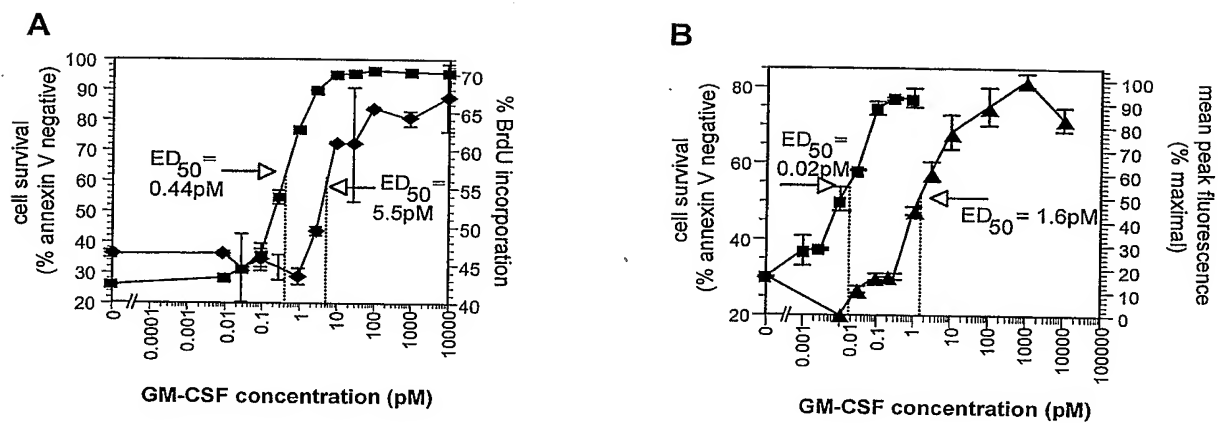 A
100
90
80
70
60
50
40
30
20
cell survival
(% annexin V negative)
ED50=
0.44pM
ED50=
5.5pM
70
65
60
55
50
45
40
% BrdU incorporation
0
0.0001
0.001
0.01
0.1
1
10
100
1000
10000
GM-CSF concentration (pM)
B
80
60
40
20
cell survival
(% annexin V negative)
ED50=
0.02pM
ED50 = 1.6pM
100
90
80
70
60
50
40
30
20
10
0
mean peak fluorescence
(% maximal)
0
0.001
0.01
0.1
1
10
100
1000
10000
100000
GM-CSF concentration (pM)